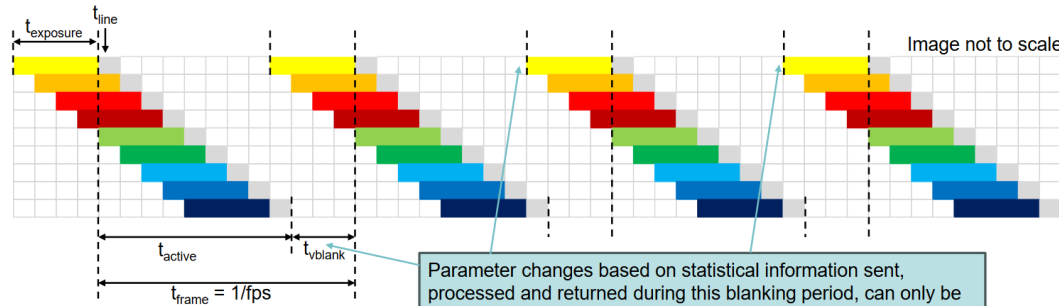 t_line
t_exposure
Image not to scale
t_active
t_vblank
t_frame = 1/fps
Parameter changes based on statistical information sent,
processed and returned during this blanking period, can only be